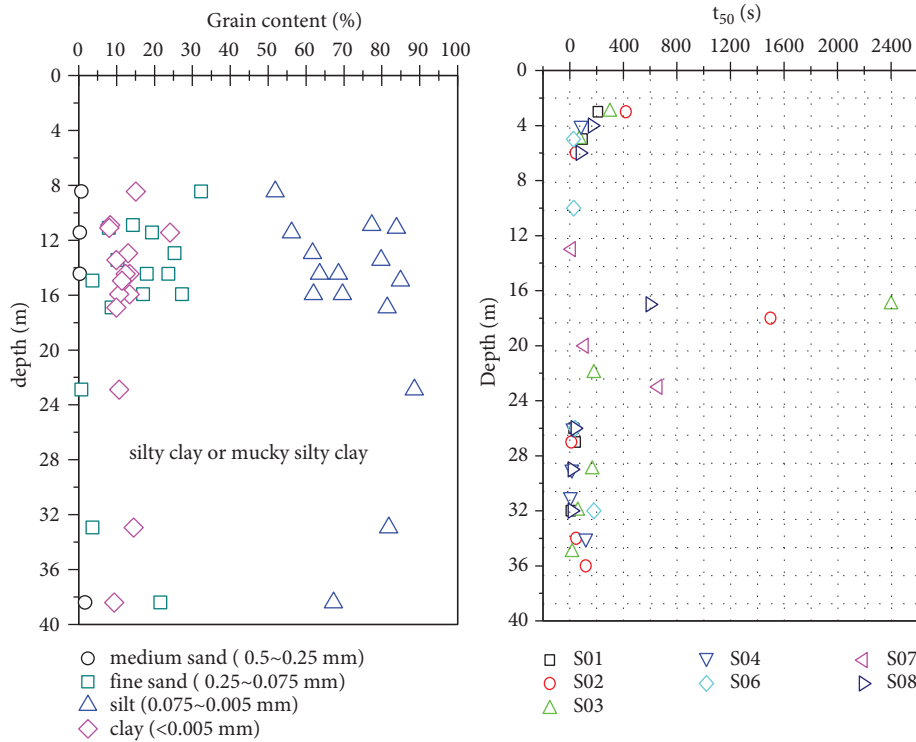 Grain content (%)
0 10 20 30 40 50 60 70 80 90 100
0
4
8
12
16
20
24
28
32
36
40
depth (m)
silty clay or mucky silty clay
medium sand ( 0.5~0.25 mm)
fine sand ( 0.25~0.075 mm)
silt (0.075~0.005 mm)
clay (<0.005 mm)
t50 (s)
0 400 800 1200 1600 2000 2400
0
4
8
12
16
20
24
28
32
36
40
Depth (m)
S01 S04 S07
S02 S06 S08
S03